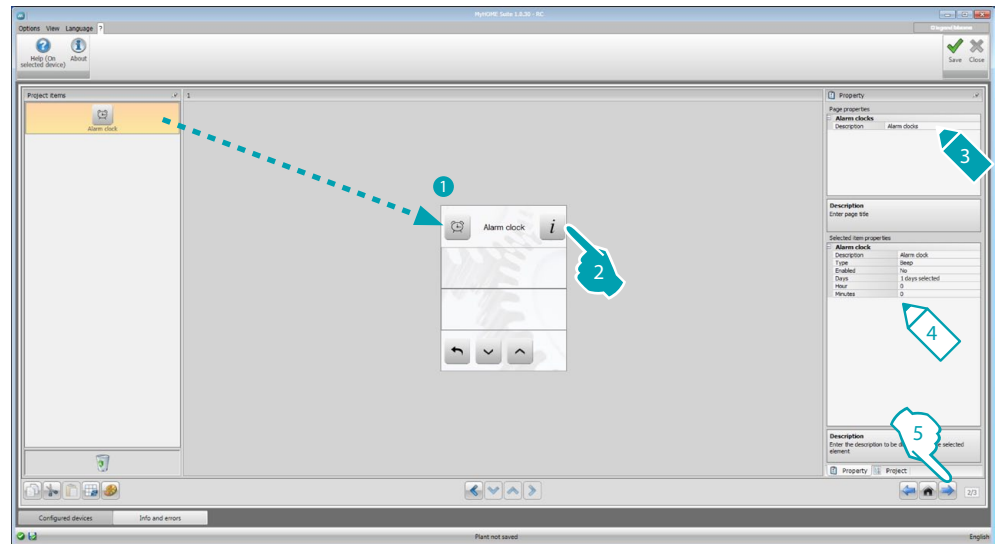 MyHOME Suite 1.0.20 - RC
Options View Language ?
Help (On selected device)
About
Save
Close
Project items
1
Property
Alarm clock
Page properties
Alarm clocks
Description Alarm clocks
3
Description
Enter page title
1
Alarm clock
i
2
Selected item properties
Alarm clock
Description Alarm clock
Type Beep
Enabled No
Days 1 days selected
Hour 0
Minutes 0
4
5
Description
Enter the description to be selected
element
Property Project
2/3
Configured devices Info and errors
Plant not saved
English